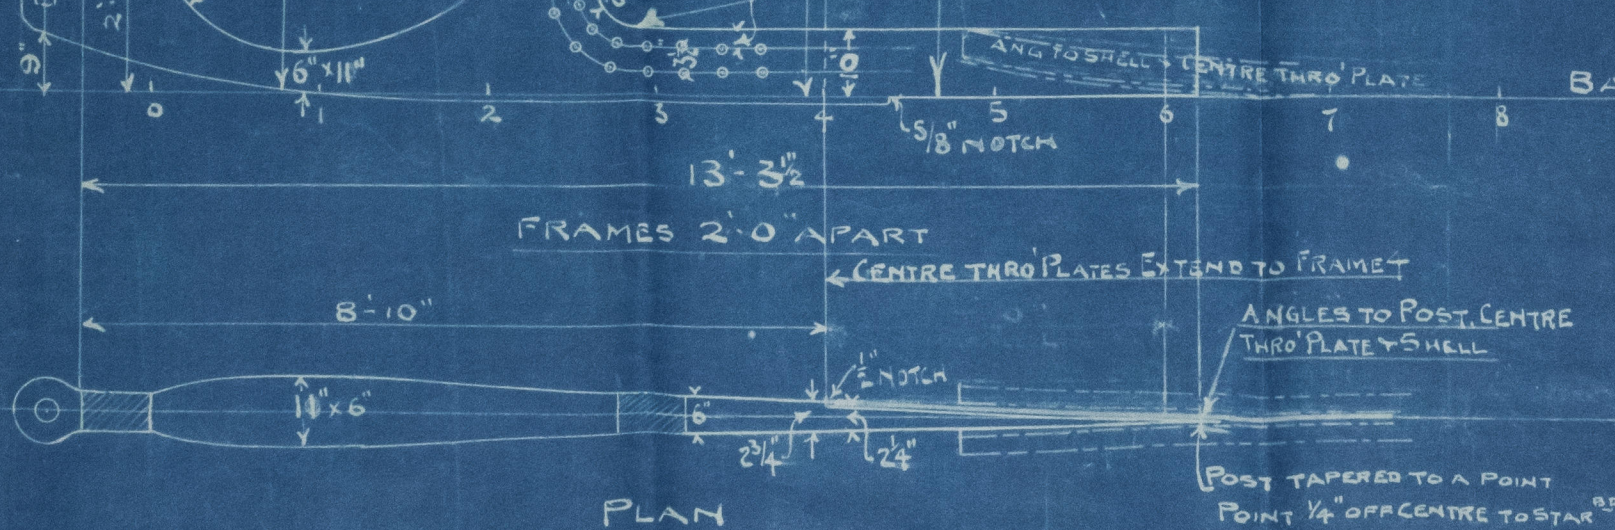 9"
6" x 11"
ANG TO SHELL & CENTRE THRO' PLATE
0 1 2 3 4 5 6 7 8
BA
5/8" NOTCH
13'-3½"
FRAMES 2'-0" APART
CENTRE THRO' PLATES EXTEND TO FRAME 4
8'-10"
ANGLES TO POST, CENTRE
THRO' PLATE & SHELL
½" NOTCH
11" x 6"
6"
2¾"
2¼"
POST TAPERED TO A POINT
PLAN
POINT ¼" OFF CENTRE TO STAR BD